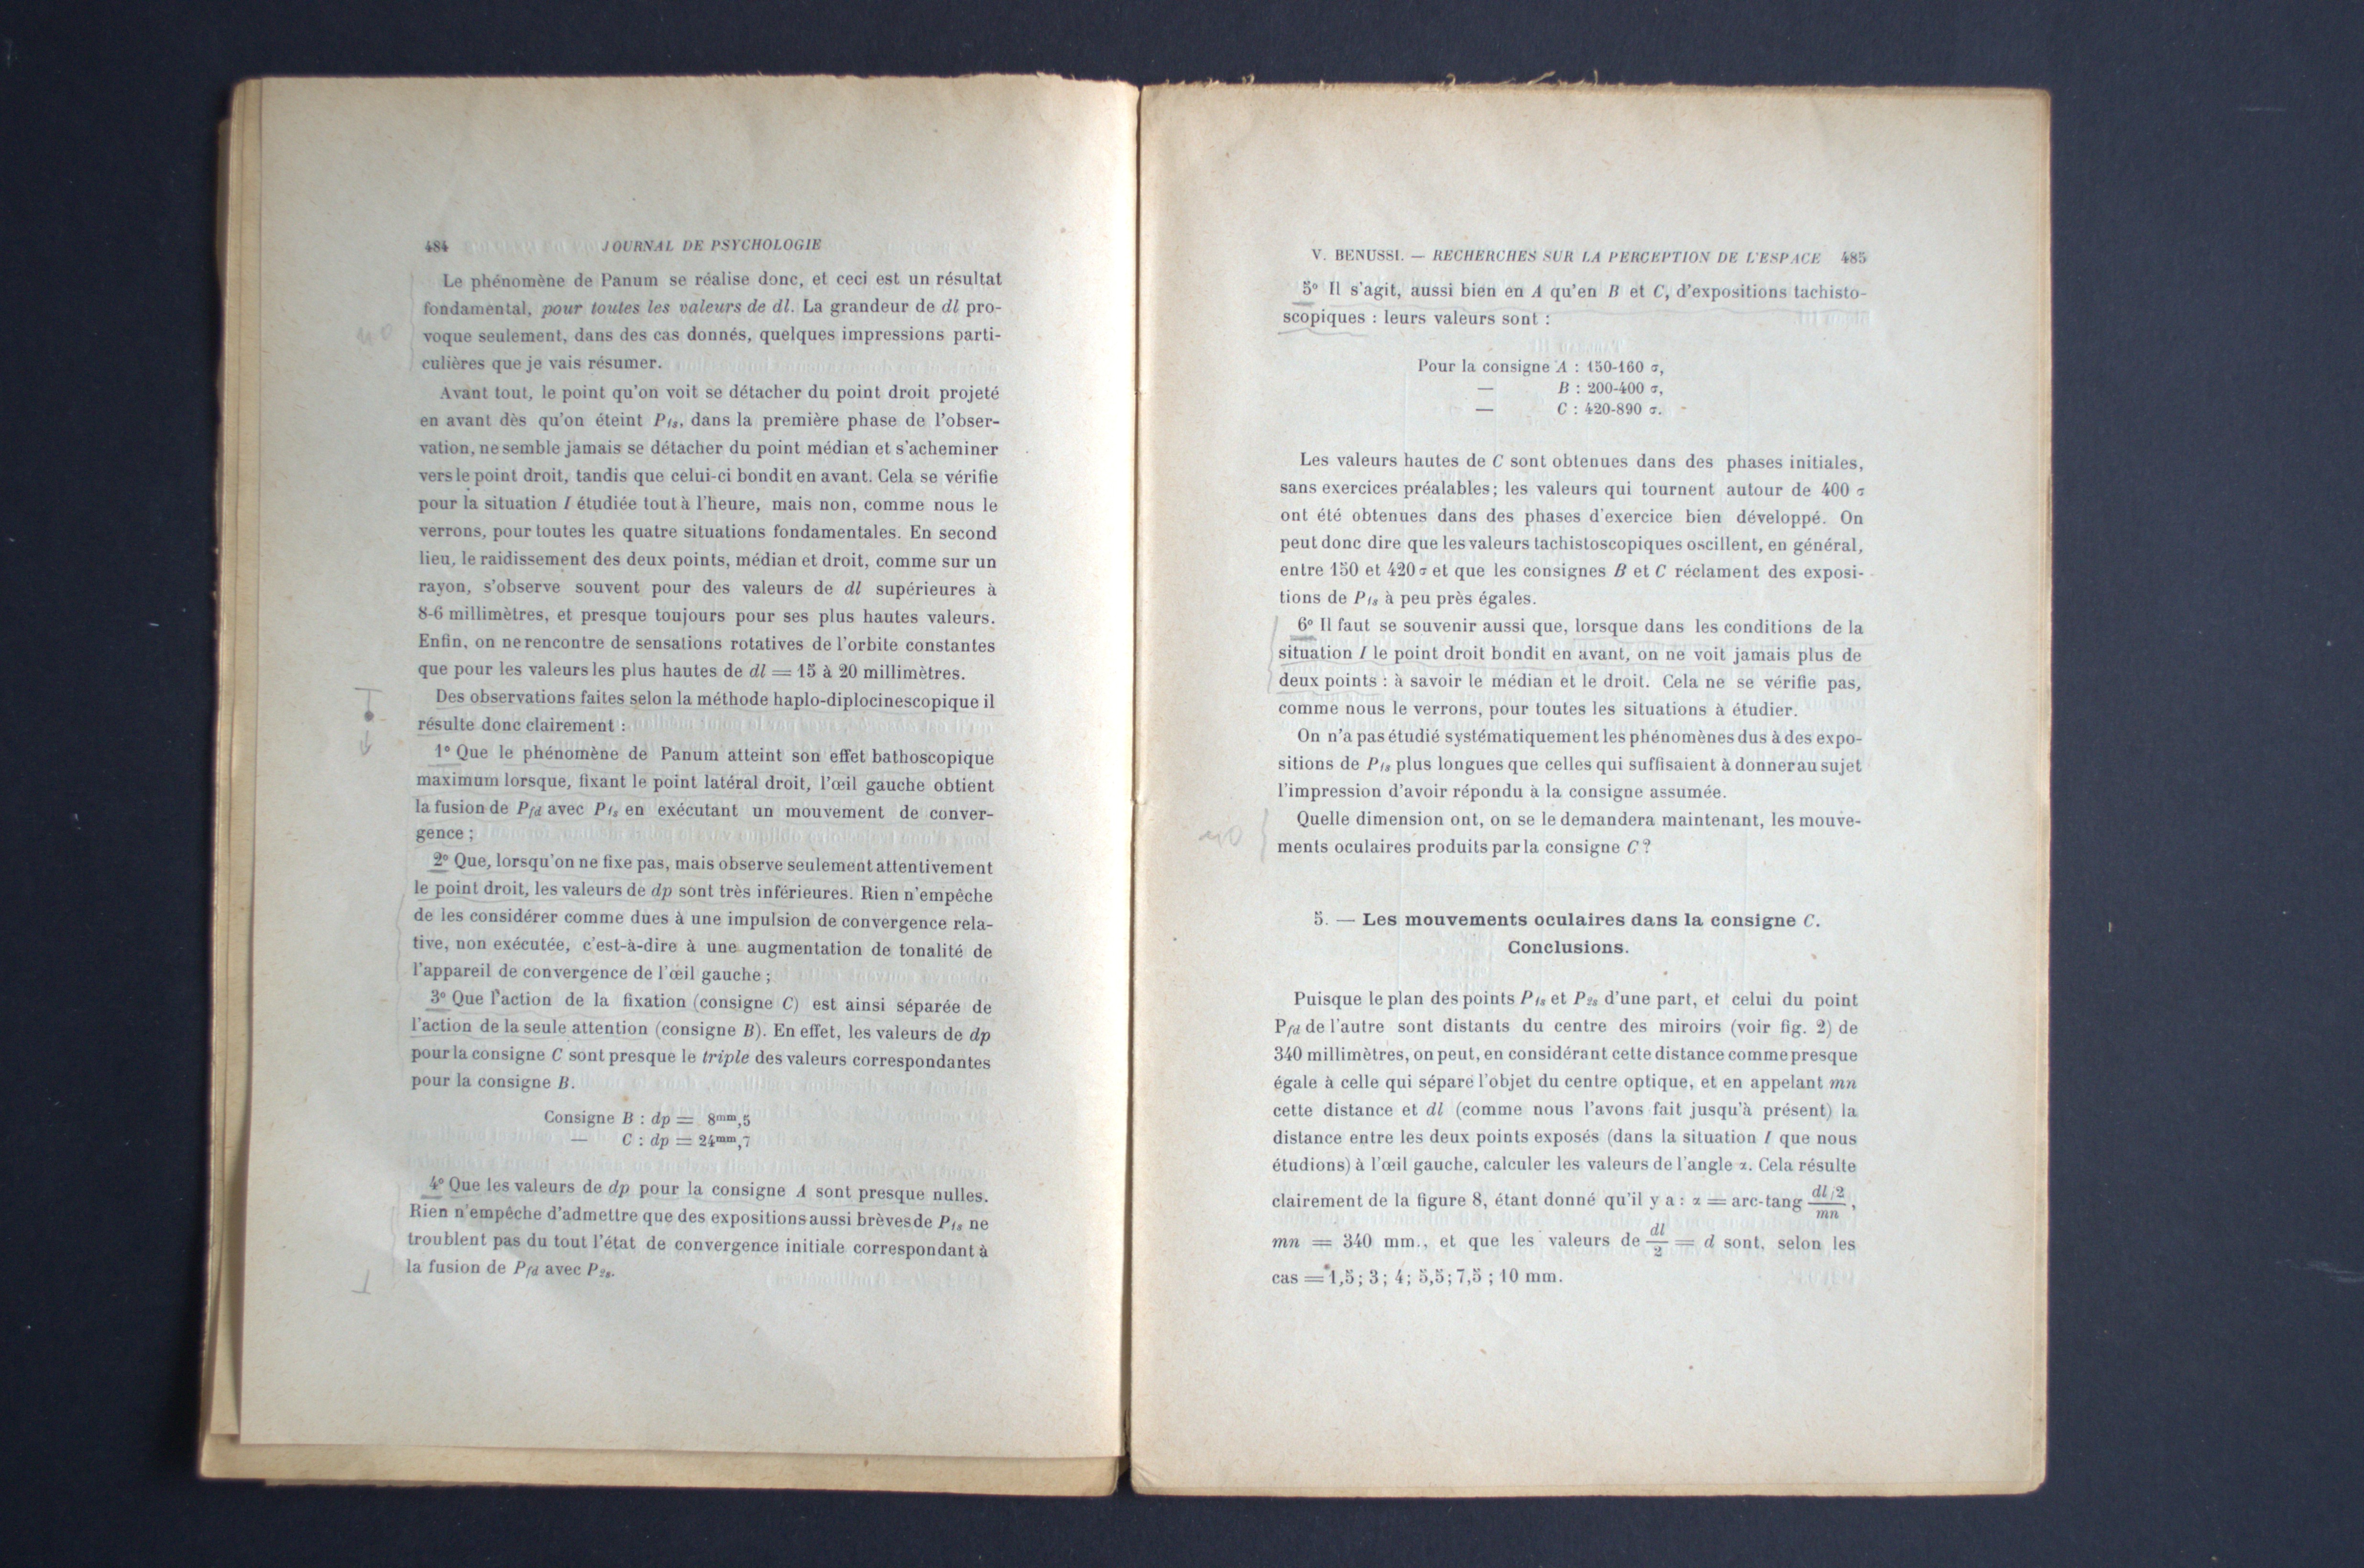 484 JOURNAL DE PSYCHOLOGIE
Le phénomène de Panum se réalise donc, et ceci est un résultat
fondamental, pour toutes les valeurs de dl. La grandeur de dl pro-
voque seulement, dans des cas donnés, quelques impressions parti-
culières que je vais résumer.
no
Avant tout, le point qu'on voit se détacher du point droit projeté
en avant dès qu'on éteint P1s, dans la première phase de l'obser-
vation, ne semble jamais se détacher du point médian et s'acheminer
vers le point droit, tandis que celui-ci bondit en avant. Cela se vérifie
pour la situation I étudiée tout à l'heure, mais non, comme nous le
verrons, pour toutes les quatre situations fondamentales. En second
lieu, le raidissement des deux points, médian et droit, comme sur un
rayon, s'observe souvent pour des valeurs de dl supérieures à
8-6 millimètres, et presque toujours pour ses plus hautes valeurs.
Enfin, on ne rencontre de sensations rotatives de l'orbite constantes
que pour les valeurs les plus hautes de dl = 15 à 20 millimètres.
Des observations faites selon la méthode haplo-diplocinescopique il
résulte donc clairement :
1° Que le phénomène de Panum atteint son effet bathoscopique
maximum lorsque, fixant le point latéral droit, l'œil gauche obtient
la fusion de Pfd avec P1s en exécutant un mouvement de conver-
gence ;
2° Que, lorsqu'on ne fixe pas, mais observe seulement attentivement
le point droit, les valeurs de dp sont très inférieures. Rien n'empêche
de les considérer comme dues à une impulsion de convergence rela-
tive, non exécutée, c'est-à-dire à une augmentation de tonalité de
l'appareil de convergence de l'œil gauche ;
3° Que l'action de la fixation (consigne C) est ainsi séparée de
l'action de la seule attention (consigne B). En effet, les valeurs de dp
pour la consigne C sont presque le triple des valeurs correspondantes
pour la consigne B.
Consigne B : dp = 8mm,5
— C : dp = 24mm,7
4° Que les valeurs de dp pour la consigne A sont presque nulles.
Rien n'empêche d'admettre que des expositions aussi brèves de P1s ne
troublent pas du tout l'état de convergence initiale correspondant à
la fusion de Pfd avec P2s.
V. BENUSSI. — RECHERCHES SUR LA PERCEPTION DE L'ESPACE 485
5° Il s'agit, aussi bien en A qu'en B et C, d'expositions tachisto-
scopiques : leurs valeurs sont :
Pour la consigne A : 150-160 σ,
— B : 200-400 σ,
— C : 420-890 σ.
Les valeurs hautes de C sont obtenues dans des phases initiales,
sans exercices préalables; les valeurs qui tournent autour de 400 σ
ont été obtenues dans des phases d'exercice bien développé. On
peut donc dire que les valeurs tachistoscopiques oscillent, en général,
entre 150 et 420 σ et que les consignes B et C réclament des exposi-
tions de P1s à peu près égales.
6° Il faut se souvenir aussi que, lorsque dans les conditions de la
situation I le point droit bondit en avant, on ne voit jamais plus de
deux points : à savoir le médian et le droit. Cela ne se vérifie pas,
comme nous le verrons, pour toutes les situations à étudier.
On n'a pas étudié systématiquement les phénomènes dus à des expo-
sitions de P1s plus longues que celles qui suffisaient à donner au sujet
l'impression d'avoir répondu à la consigne assumée.
Quelle dimension ont, on se le demandera maintenant, les mouve-
ments oculaires produits par la consigne C ?
no
5. — Les mouvements oculaires dans la consigne C.
Conclusions.
Puisque le plan des points P1s et P2s d'une part, et celui du point
Pfd de l'autre sont distants du centre des miroirs (voir fig. 2) de
340 millimètres, on peut, en considérant cette distance comme presque
égale à celle qui sépare l'objet du centre optique, et en appelant mn
cette distance et dl (comme nous l'avons fait jusqu'à présent) la
distance entre les deux points exposés (dans la situation I que nous
étudions) à l'œil gauche, calculer les valeurs de l'angle α. Cela résulte
clairement de la figure 8, étant donné qu'il y a : α = arc-tang dl/2 / mn,
mn = 340 mm., et que les valeurs de dl/2 = d sont, selon les
cas = 1,5; 3; 4; 5,5; 7,5 ; 10 mm.